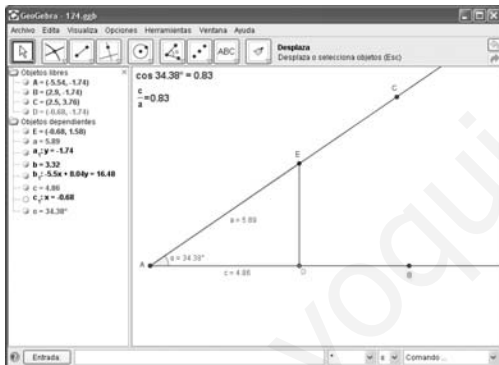 GeoGebra - 174.ggb
Archivo Edita Visualiza Opciones Herramientas Ventana Ayuda
ABC
Desplaza
Desplaza o selecciona objetos (Esc)
Objetos libres
A = (-5.54, -1.74)
B = (2.9, -1.74)
C = (2.5, 3.76)
D = (-0.68, -1.74)
Objetos dependientes
E = (-0.68, 1.58)
a = 5.89
a₁: y = -1.74
b = 3.32
b₁: -5.5x + 8.04y = 16.48
c = 4.86
c₁: x = -0.68
α = 34.38°
cos 34.38° = 0.83
c
a =0.83
C
E
a = 5.89
α = 34.38°
A
D
B
c = 4.86
Entrada
°
α
Comando ...